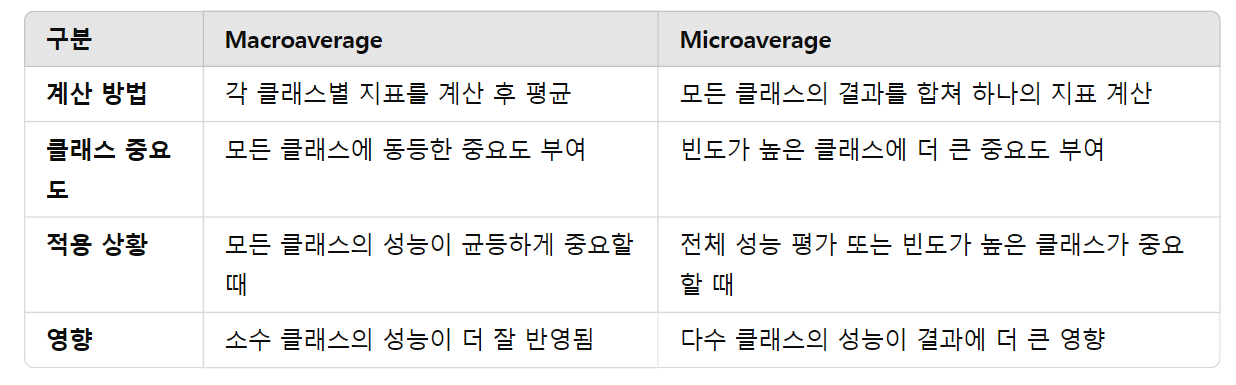 구분 Macroaverage Microaverage
계산 방법 각 클래스별 지표를 계산 후 평균 모든 클래스의 결과를 합쳐 하나의 지표 계산
클래스 중요 모든 클래스에 동등한 중요도 부여 빈도가 높은 클래스에 더 큰 중요도 부여
도
적용 상황 모든 클래스의 성능이 균등하게 중요할 전체 성능 평가 또는 빈도가 높은 클래스가 중요
때 할 때
영향 소수 클래스의 성능이 더 잘 반영됨 다수 클래스의 성능이 결과에 더 큰 영향